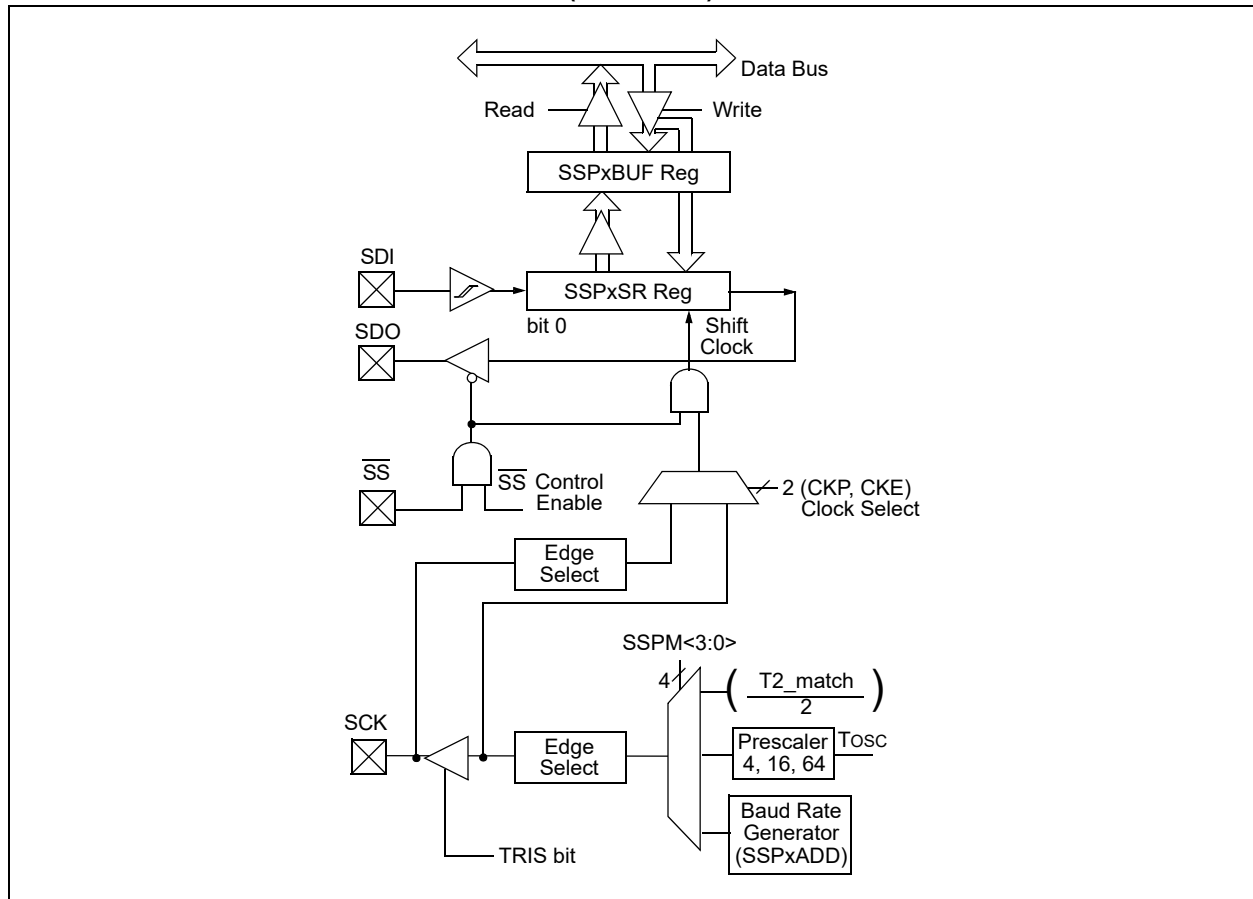 Data Bus
Read
Write
SSPxBUF Reg
SDI
SSPxSR Reg
bit 0
Shift
Clock
SDO
SS
SS Control
Enable
2 (CKP, CKE)
Clock Select
Edge
Select
SSPM<3:0>
4
( T2_match )
2
SCK
Edge
Select
Prescaler
4, 16, 64
TOSC
Baud Rate
Generator
(SSPxADD)
TRIS bit